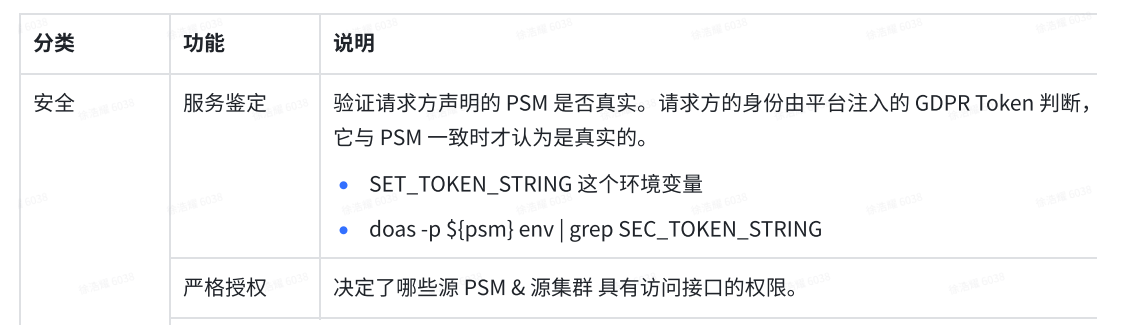 分类 功能 说明
安全 服务鉴定 验证请求方声明的 PSM 是否真实。请求方的身份由平台注入的 GDPR Token 判断，
它与 PSM 一致时才认为是真实的。
• SET_TOKEN_STRING 这个环境变量
• doas -p ${psm} env | grep SEC_TOKEN_STRING
严格授权 决定了哪些源 PSM & 源集群 具有访问接口的权限。